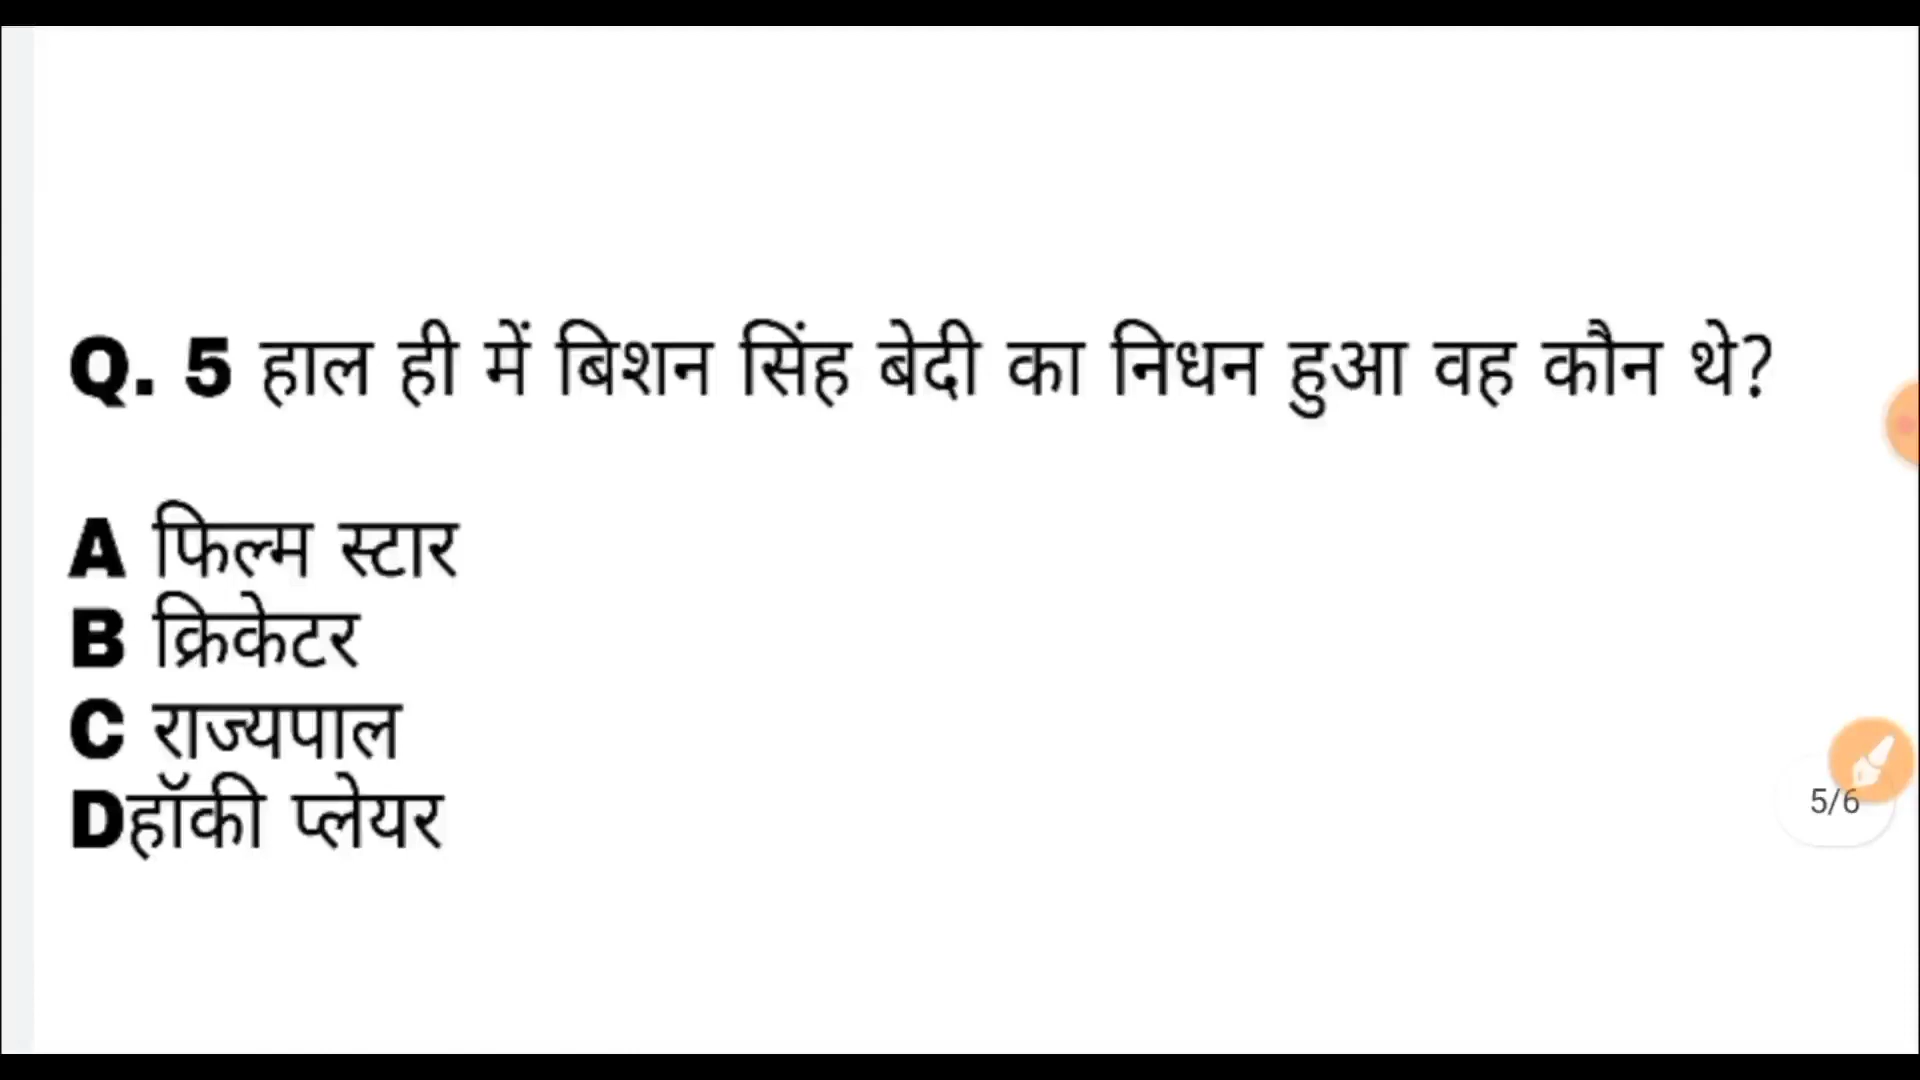 Q. 5 हाल ही में बिशन सिंह बेदी का निधन हुआ वह कौन थे?
A फिल्म स्टार
B क्रिकेटर
C राज्यपाल
Dहॉकी प्लेयर
5/6